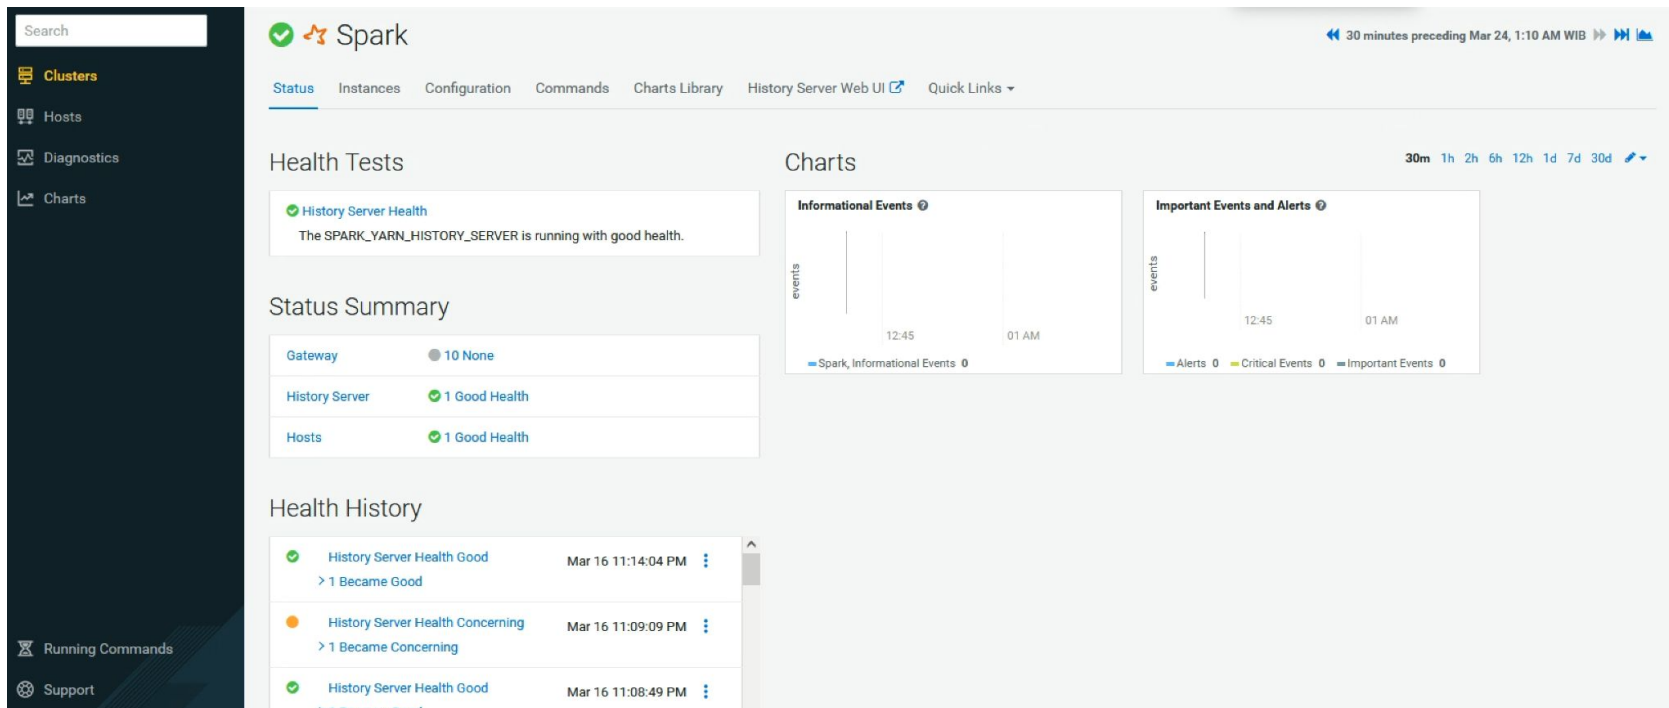 Search
Clusters
Hosts
Diagnostics
Charts
Running Commands
Support
Spark
30 minutes preceding Mar 24, 1:10 AM WIB
Status Instances Configuration Commands Charts Library History Server Web UI Quick Links
Health Tests
History Server Health
The SPARK_YARN_HISTORY_SERVER is running with good health.
Status Summary
Gateway 10 None
History Server 1 Good Health
Hosts 1 Good Health
Health History
History Server Health Good Mar 16 11:14:04 PM
> 1 Became Good
History Server Health Concerning Mar 16 11:09:09 PM
> 1 Became Concerning
History Server Health Good Mar 16 11:08:49 PM
Charts
30m 1h 2h 6h 12h 1d 7d 30d
Informational Events
events
12:45 01 AM
Spark, Informational Events 0
Important Events and Alerts
events
12:45 01 AM
Alerts 0 Critical Events 0 Important Events 0